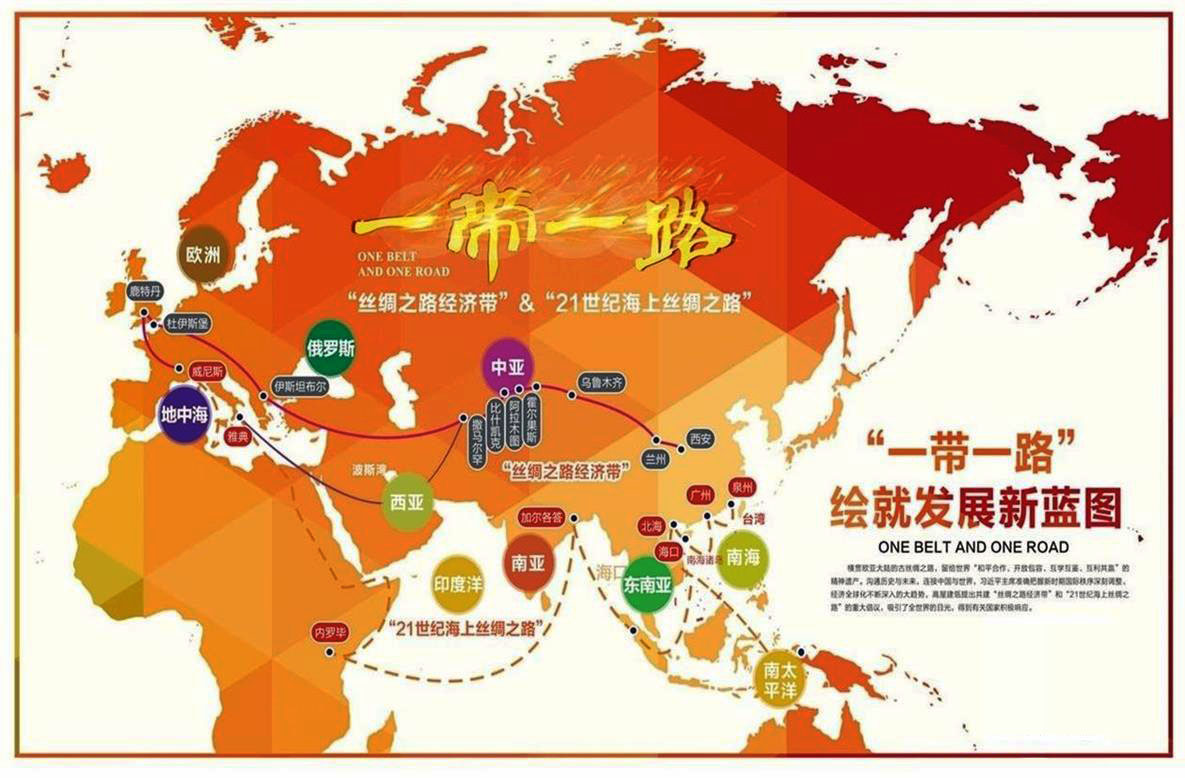 一带一路
ONE BELT
AND ONE ROAD
“丝绸之路经济带” & “21世纪海上丝绸之路”
欧洲
鹿特丹
杜伊斯堡
俄罗斯
威尼斯
伊斯坦布尔
地中海
雅典
中亚
乌鲁木齐
撒马尔罕
比什凯克
阿拉木图
霍尔果斯
西安
兰州
“丝绸之路经济带”
波斯湾
西亚
加尔各答
广州
泉州
北海
台湾
海口
南海诸岛
南海
南亚
印度洋
海口
东南亚
内罗毕
“21世纪海上丝绸之路”
南太
平洋
“一带一路”
绘就发展新蓝图
ONE BELT AND ONE ROAD
横贯欧亚大陆的古丝绸之路，留给世界“和平合作、开放包容、互学互鉴、互利共赢”的
精神遗产。沟通历史与未来，连接中国与世界，习近平主席准确把握新时期国际秩序深刻调整、
经济全球化不断深入的大趋势，高屋建瓴提出共建“丝绸之路经济带”和“21世纪海上丝绸之
路”的重大倡议，吸引了全世界的目光，得到有关国家积极响应。